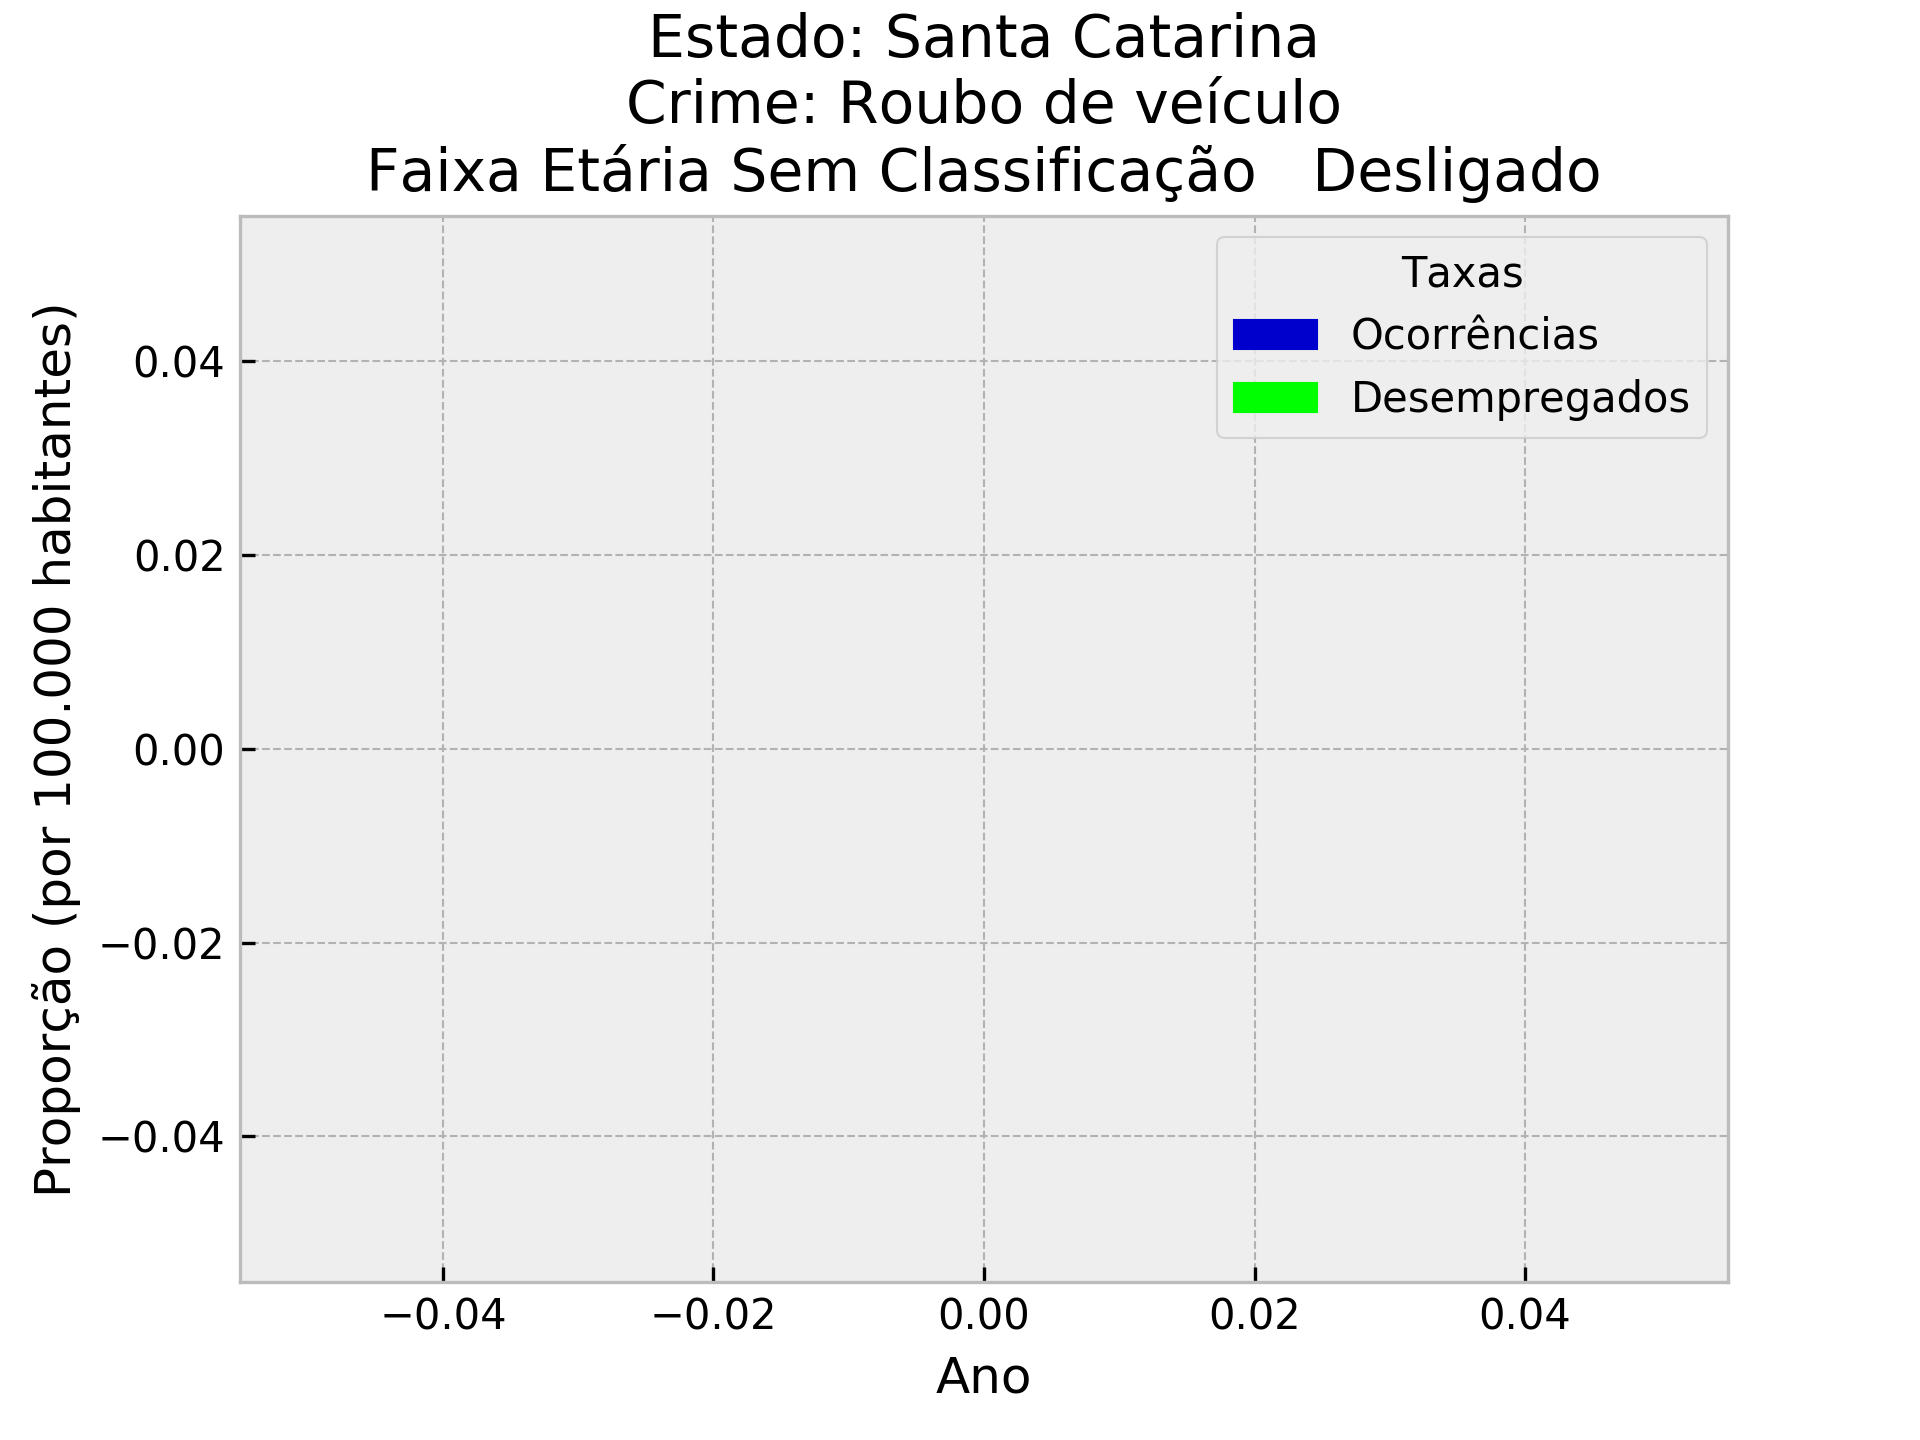 Estado: Santa Catarina
Crime: Roubo de veículo
Faixa Etária Sem Classificação   Desligado
Taxas
Ocorrências
Desempregados
Proporção (por 100.000 habitantes)
0.04
0.02
0.00
−0.02
−0.04
−0.04
−0.02
0.00
0.02
0.04
Ano